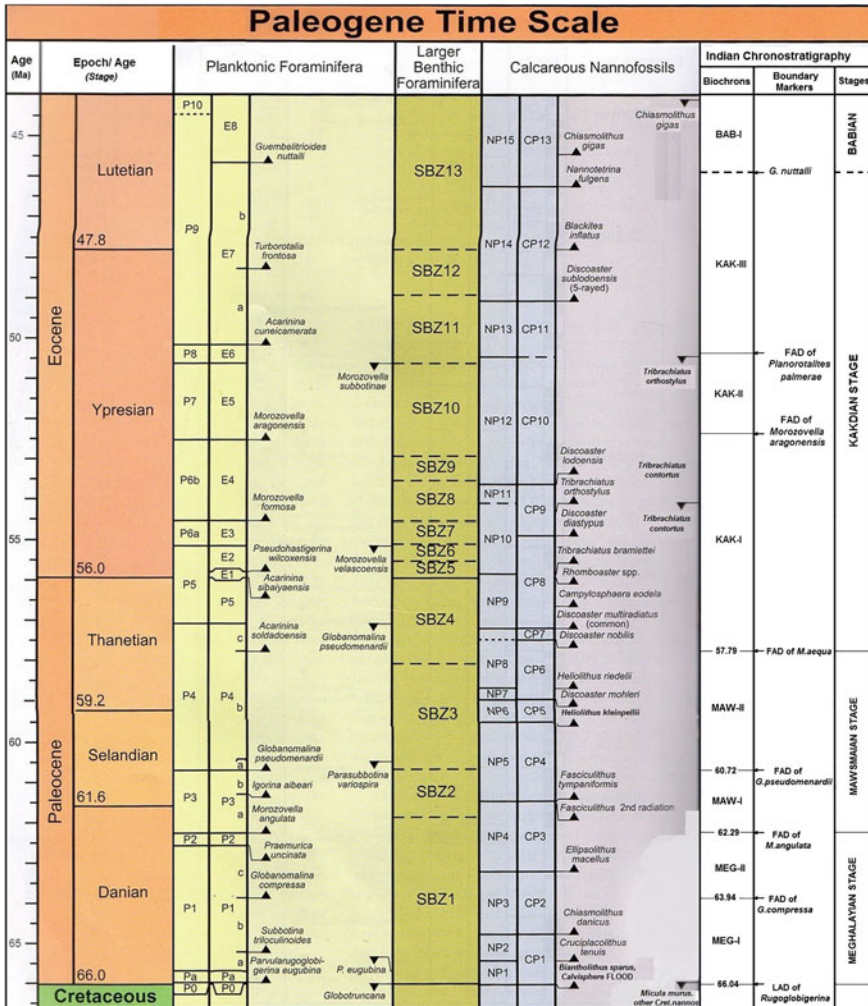 Paleogene Time Scale
Age
(Ma)
Epoch/ Age
(Stage)
Planktonic Foraminifera
Larger
Benthic
Foraminifera
Calcareous Nannofossils
Indian Chronostratigraphy
Biochrons
Boundary
Markers
Stages
45
50
55
60
65
Eocene
Paleocene
Lutetian
47.8
Ypresian
56.0
Thanetian
59.2
Selandian
61.6
Danian
66.0
Cretaceous
P10
P9
P8
P7
P6b
P6a
P5
P4
P3
P2
P1
Pa
P0
E8
E7
b
a
E6
E5
E4
E3
E2
E1
P5
c
P4
b
a
b
P3
a
P2
c
P1
b
a
Pa
P0
Guembelitrioides
nuttalli
Turborotalia
frontosa
Acarinina
cuneicamerata
Morozovella
subbotinae
Morozovella
aragonensis
Morozovella
formosa
Pseudohastigerina
wilcoxensis
Morozovella
velascoensis
Acarinina
sibaiyaensis
Acarinina
soldadoensis
Globanomalina
pseudomenardii
Globanomalina
pseudomenardii
Parasubbotina
variospira
Igorina albeari
Morozovella
angulata
Praemurica
uncinata
Globanomalina
compressa
Subbotina
triloculinoides
Parvularugoglobi-
gerina eugubina
P. eugubina
Globotruncana
SBZ13
SBZ12
SBZ11
SBZ10
SBZ9
SBZ8
SBZ7
SBZ6
SBZ5
SBZ4
SBZ3
SBZ2
SBZ1
NP15
NP14
NP13
NP12
NP11
NP10
NP9
NP8
NP7
NP6
NP5
NP4
NP3
NP2
NP1
CP13
CP12
CP11
CP10
CP9
CP8
CP7
CP6
CP5
CP4
CP3
CP2
CP1
Chiasmolithus
gigas
Chiasmolithus
gigas
Nannotetrina
fulgens
Blackites
inflatus
Discoaster
sublodoensis
(5-rayed)
Tribrachiatus
orthostylus
Discoaster
lodoensis
Tribrachiatus
contortus
Tribrachiatus
orthostylus
Discoaster
diastypus
Tribrachiatus
contortus
Tribrachiatus bramiettei
Rhomboaster spp.
Campylosphaera eodela
Discoaster multiradiatus
(common)
Discoaster nobilis
Heliolithus riedelii
Discoaster mohleri
Heliolithus kleinpellii
Fasciculithus
tympaniformis
Fasciculithus 2nd radiation
Ellipsolithus
macellus
Chiasmolithus
danicus
Cruciplacolithus
tenuis
Biantholithus sparus,
Calvisphere FLOOD
Micula murus.
other Cret.nannos
BAB-I
KAK-III
KAK-II
KAK-I
57.79
MAW-II
60.72
MAW-I
62.29
MEG-II
63.94
MEG-I
66.04
G. nuttalli
FAD of
Planorotalites
palmerae
FAD of
Morozovella
aragonensis
FAD of M.aequa
FAD of
G.pseudomenardii
FAD of
M.angulata
FAD of
G.compressa
LAD of
Rugoglobigerina
BABIAN
KAKDIAN STAGE
MAWSMAIAN STAGE
MEGHALAYIAN STAGE